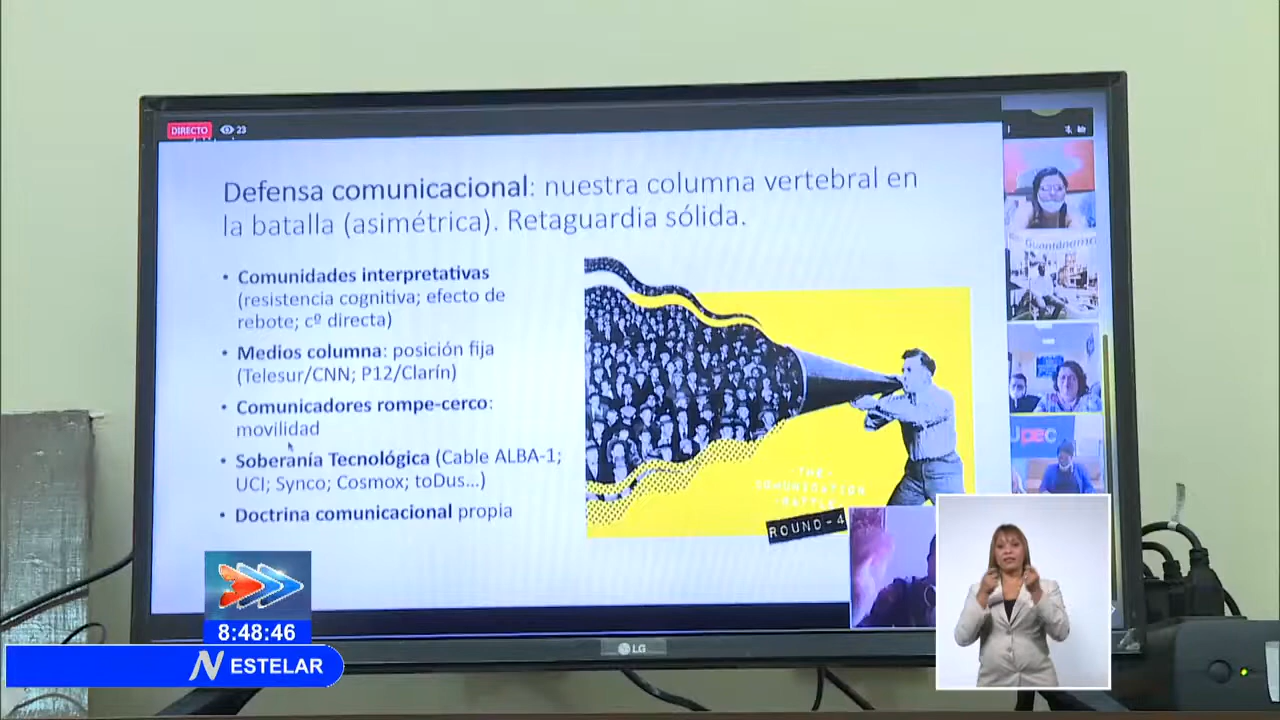 DIRECTO 23
Defensa comunicacional: nuestra columna vertebral en
la batalla (asimétrica). Retaguardia sólida.
• Comunidades interpretativas
(resistencia cognitiva; efecto de
rebote; cº directa)
• Medios columna: posición fija
(Telesur/CNN; P12/Clarín)
• Comunicadores rompe-cerco:
movilidad
• Soberanía Tecnológica (Cable ALBA-1;
UCI; Synco; Cosmox; toDus...)
• Doctrina comunicacional propia
THE
ROUND-4
Guantánamo
UPEC
LG
8:48:46
N ESTELAR